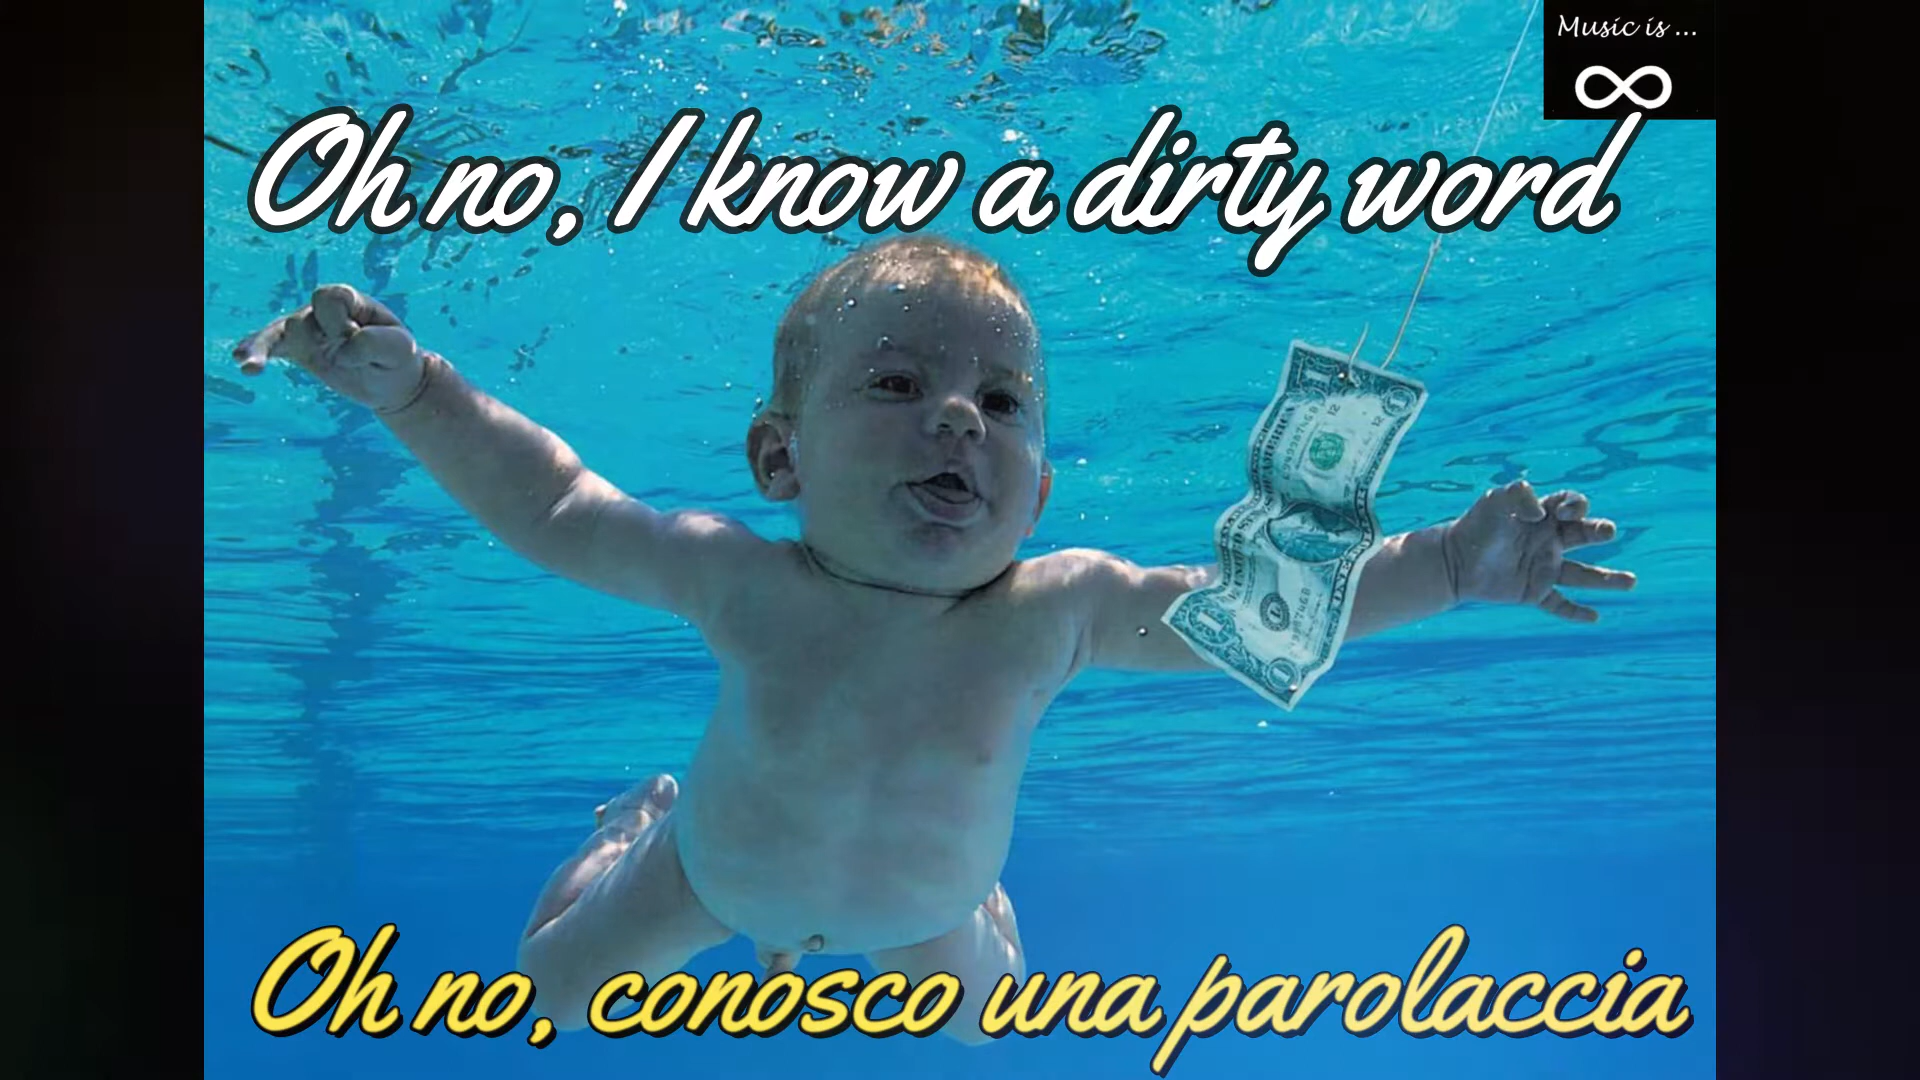 Music is ...
Oh no, I know a dirty word
Oh no, conosco una parolaccia